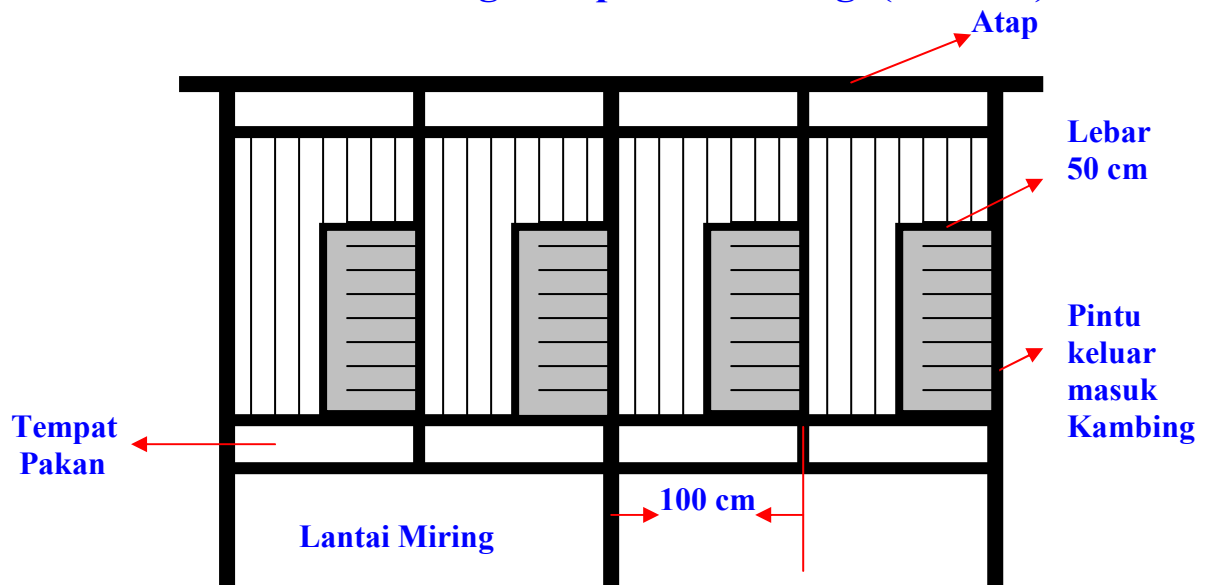 Atap
Lebar
50 cm
Pintu
keluar
masuk
Kambing
Tempat
Pakan
100 cm
Lantai Miring